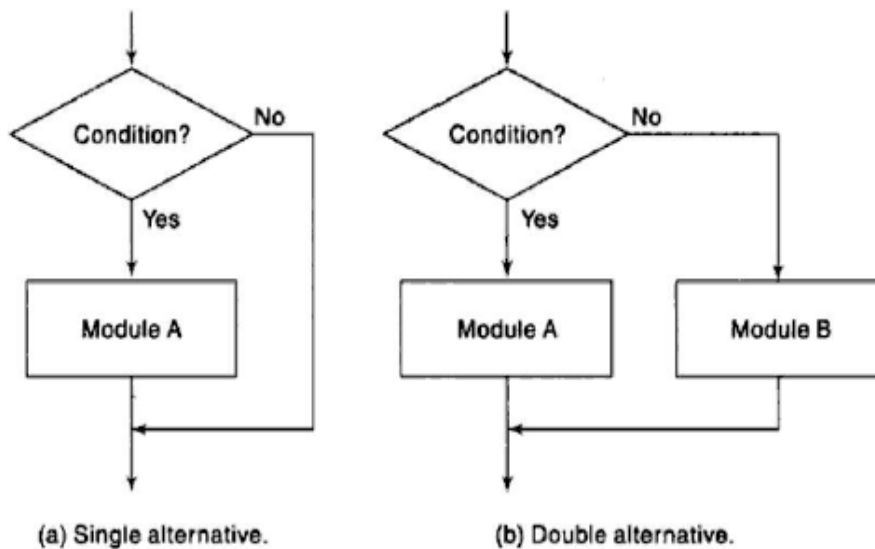 Condition?
No
Yes
Module A
(a) Single alternative.
Condition?
No
Yes
Module A
Module B
(b) Double alternative.